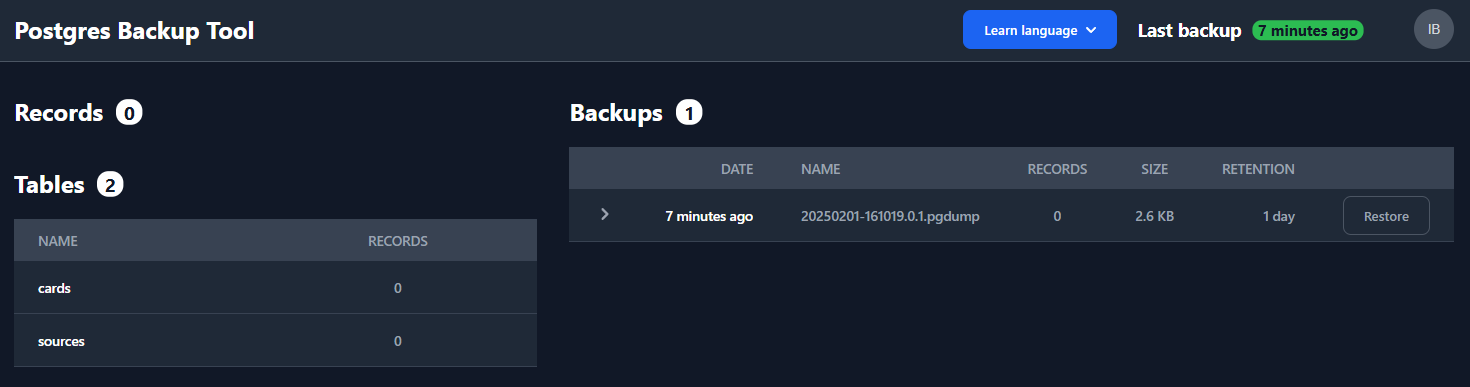 Postgres Backup Tool
Learn language
Last backup 7 minutes ago
IB
Records 0
Tables 2
NAME RECORDS
cards 0
sources 0
Backups 1
DATE NAME RECORDS SIZE RETENTION
7 minutes ago 20250201-161019.0.1.pgdump 0 2.6 KB 1 day Restore